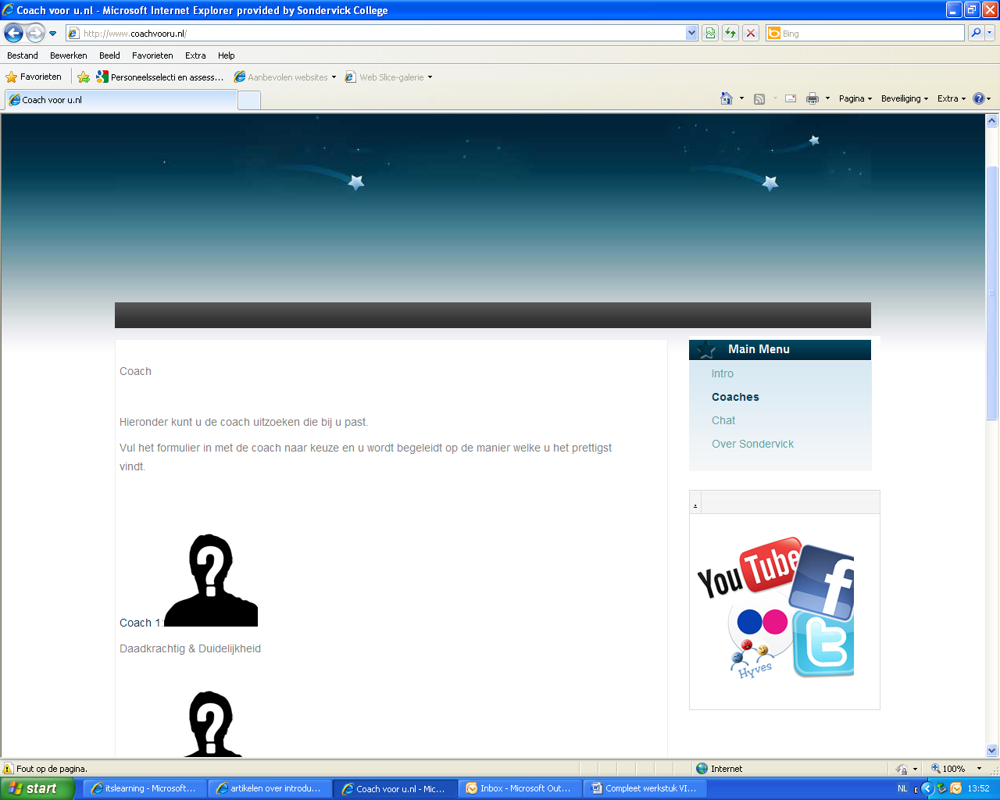 Coach voor u.nl - Microsoft Internet Explorer provided by Sondervick College
http://www.coachvooru.nl/
Bing
Bestand Bewerken Beeld Favorieten Extra Help
Favorieten Personeelsselecti en assess... Aanbevolen websites Web Slice-galerie
Coach voor u.nl
Pagina Beveiliging Extra
Main Menu
Intro
Coaches
Chat
Over Sondervick
Coach
Hieronder kunt u de coach uitzoeken die bij u past.
Vul het formulier in met de coach naar keuze en u wordt begeleidt op de manier welke u het prettigst
vindt.
Coach 1:
Daadkrachtig & Duidelijkheid
.
YouTube
f
t
Hyves
Fout op de pagina.
Internet
100%
start
itslearning - Microsoft...
artikelen over introdu...
Coach voor u.nl - Mic...
Inbox - Microsoft Out...
Compleet werkstuk VI...
NL
13:52